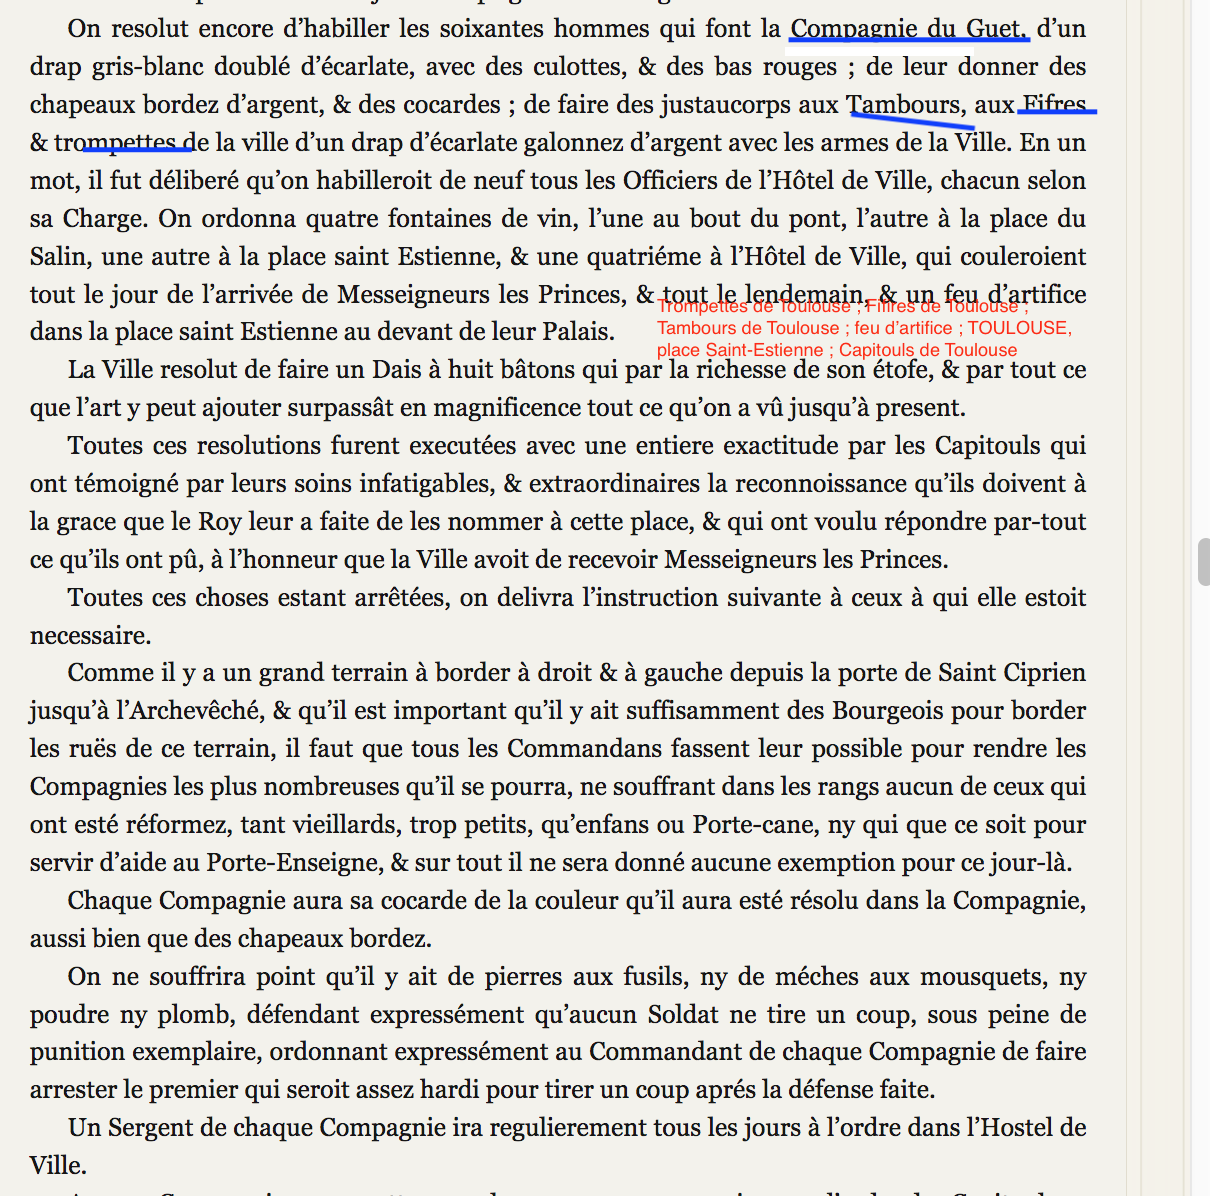 On resolut encore d’habiller les soixantes hommes qui font la Compagnie du Guet, d’un
drap gris-blanc doublé d’écarlate, avec des culottes, & des bas rouges ; de leur donner des
chapeaux bordez d’argent, & des cocardes ; de faire des justaucorps aux Tambours, aux Fifres
& trompettes de la ville d’un drap d’écarlate galonnez d’argent avec les armes de la Ville. En un
mot, il fut déliberé qu’on habilleroit de neuf tous les Officiers de l’Hôtel de Ville, chacun selon
sa Charge. On ordonna quatre fontaines de vin, l’une au bout du pont, l’autre à la place du
Salin, une autre à la place saint Estienne, & une quatriéme à l’Hôtel de Ville, qui couleroient
tout le jour de l’arrivée de Messeigneurs les Princes, & tout le lendemain, & un feu d’artifice
dans la place saint Estienne au devant de leur Palais.
Trompettes de Toulouse ; Fifires de Toulouse ;
Tambours de Toulouse ; feu d’artifice ; TOULOUSE,
place Saint-Estienne ; Capitouls de Toulouse
La Ville resolut de faire un Dais à huit bâtons qui par la richesse de son étofe, & par tout ce
que l’art y peut ajouter surpassât en magnificence tout ce qu’on a vû jusqu’à present.
Toutes ces resolutions furent executées avec une entiere exactitude par les Capitouls qui
ont témoigné par leurs soins infatigables, & extraordinaires la reconnoissance qu’ils doivent à
la grace que le Roy leur a faite de les nommer à cette place, & qui ont voulu répondre par-tout
ce qu’ils ont pû, à l’honneur que la Ville avoit de recevoir Messeigneurs les Princes.
Toutes ces choses estant arrêtées, on delivra l’instruction suivante à ceux à qui elle estoit
necessaire.
Comme il y a un grand terrain à border à droit & à gauche depuis la porte de Saint Ciprien
jusqu’à l’Archevêché, & qu’il est important qu’il y ait suffisamment des Bourgeois pour border
les ruës de ce terrain, il faut que tous les Commandans fassent leur possible pour rendre les
Compagnies les plus nombreuses qu’il se pourra, ne souffrant dans les rangs aucun de ceux qui
ont esté réformez, tant vieillards, trop petits, qu’enfans ou Porte-cane, ny qui que ce soit pour
servir d’aide au Porte-Enseigne, & sur tout il ne sera donné aucune exemption pour ce jour-là.
Chaque Compagnie aura sa cocarde de la couleur qu’il aura esté résolu dans la Compagnie,
aussi bien que des chapeaux bordez.
On ne souffrira point qu’il y ait de pierres aux fusils, ny de méches aux mousquets, ny
poudre ny plomb, défendant expressément qu’aucun Soldat ne tire un coup, sous peine de
punition exemplaire, ordonnant expressément au Commandant de chaque Compagnie de faire
arrester le premier qui seroit assez hardi pour tirer un coup aprés la défense faite.
Un Sergent de chaque Compagnie ira regulierement tous les jours à l’ordre dans l’Hostel de
Ville.